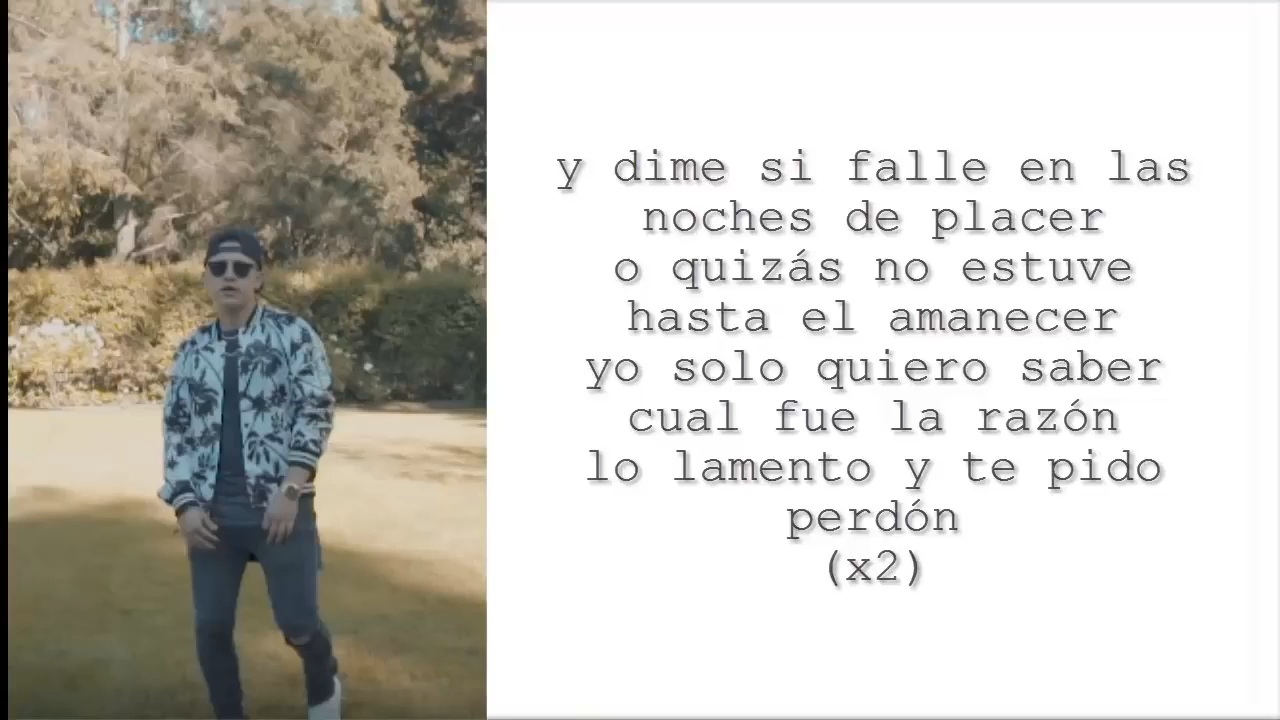 y dime si falle en las
noches de placer
o quizás no estuve
hasta el amanecer
yo solo quiero saber
cual fue la razón
lo lamento y te pido
perdón
(x2)